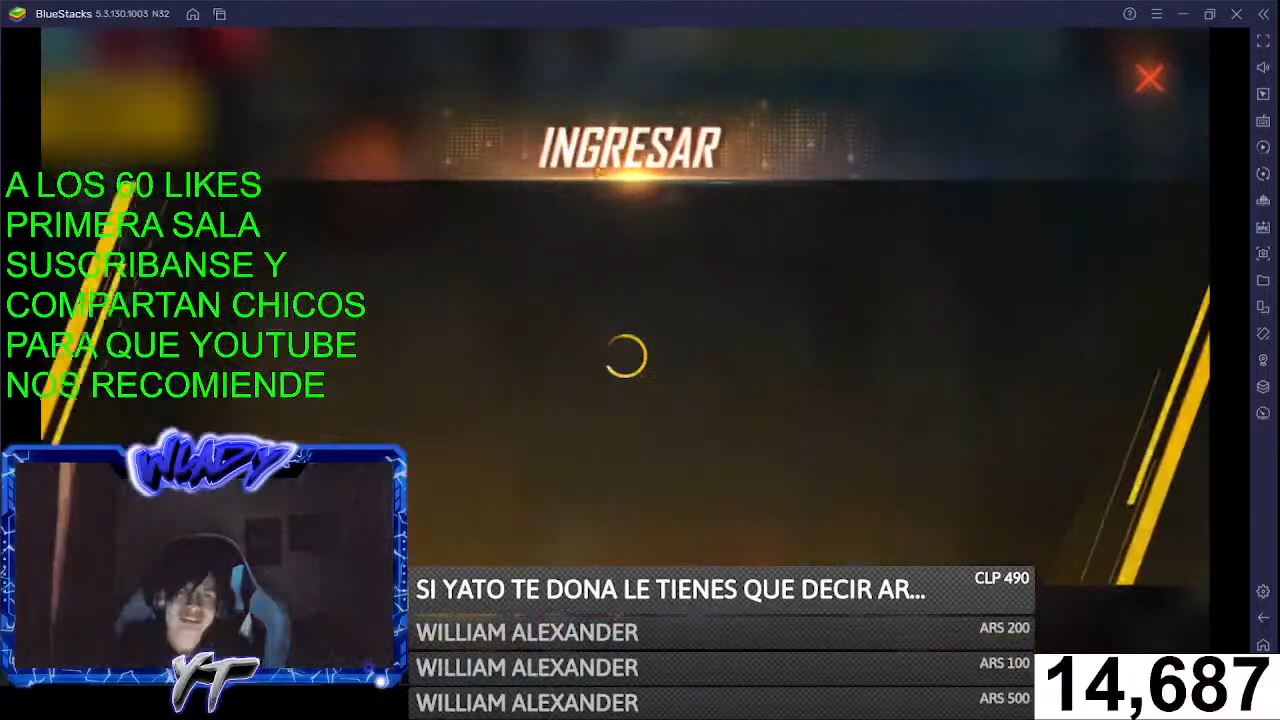 BlueStacks 5.3.130.1003 N32
INGRESAR
A LOS 60 LIKES
PRIMERA SALA
SUSCRIBANSE Y
COMPARTAN CHICOS
PARA QUE YOUTUBE
NOS RECOMIENDE
WLADY
YT
SI YATO TE DONA LE TIENES QUE DECIR AR... CLP 490
WILLIAM ALEXANDER ARS 200
WILLIAM ALEXANDER ARS 100
WILLIAM ALEXANDER ARS 500
14,687